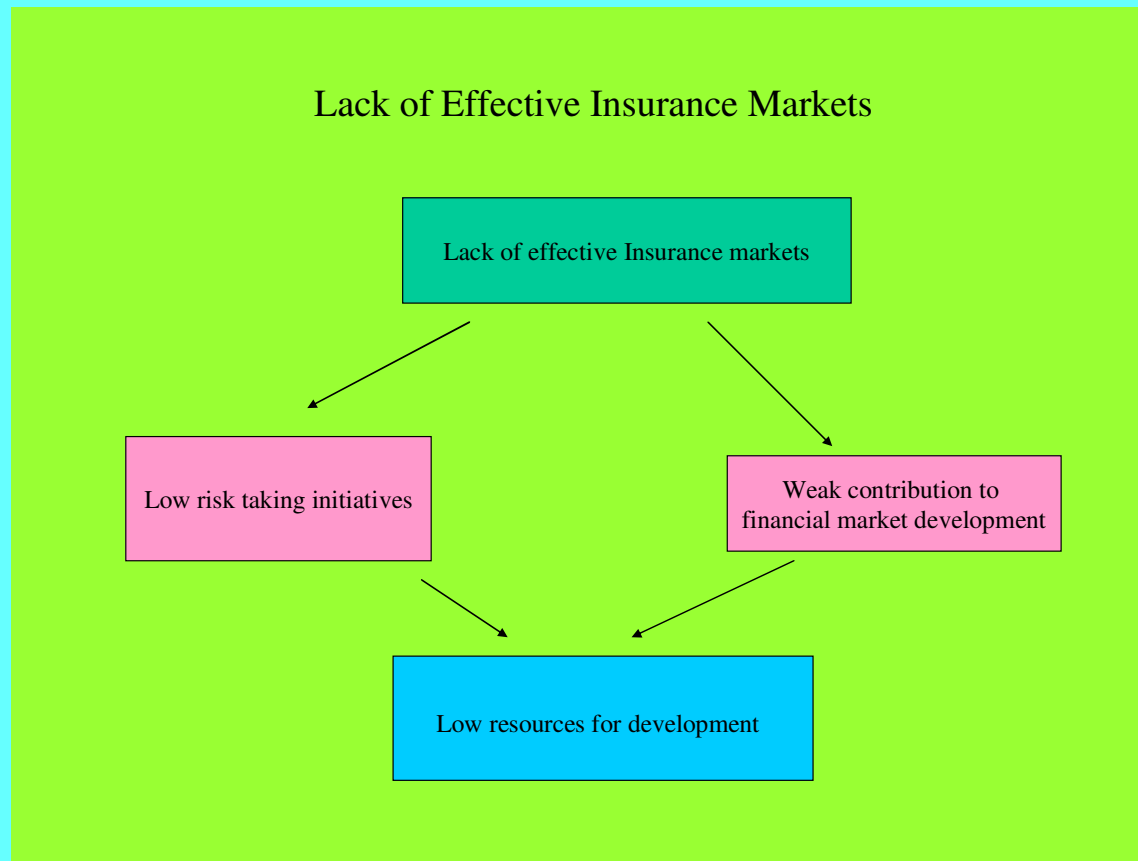 Lack of Effective Insurance Markets
Lack of effective Insurance markets
Low risk taking initiatives
Weak contribution to
financial market development
Low resources for development